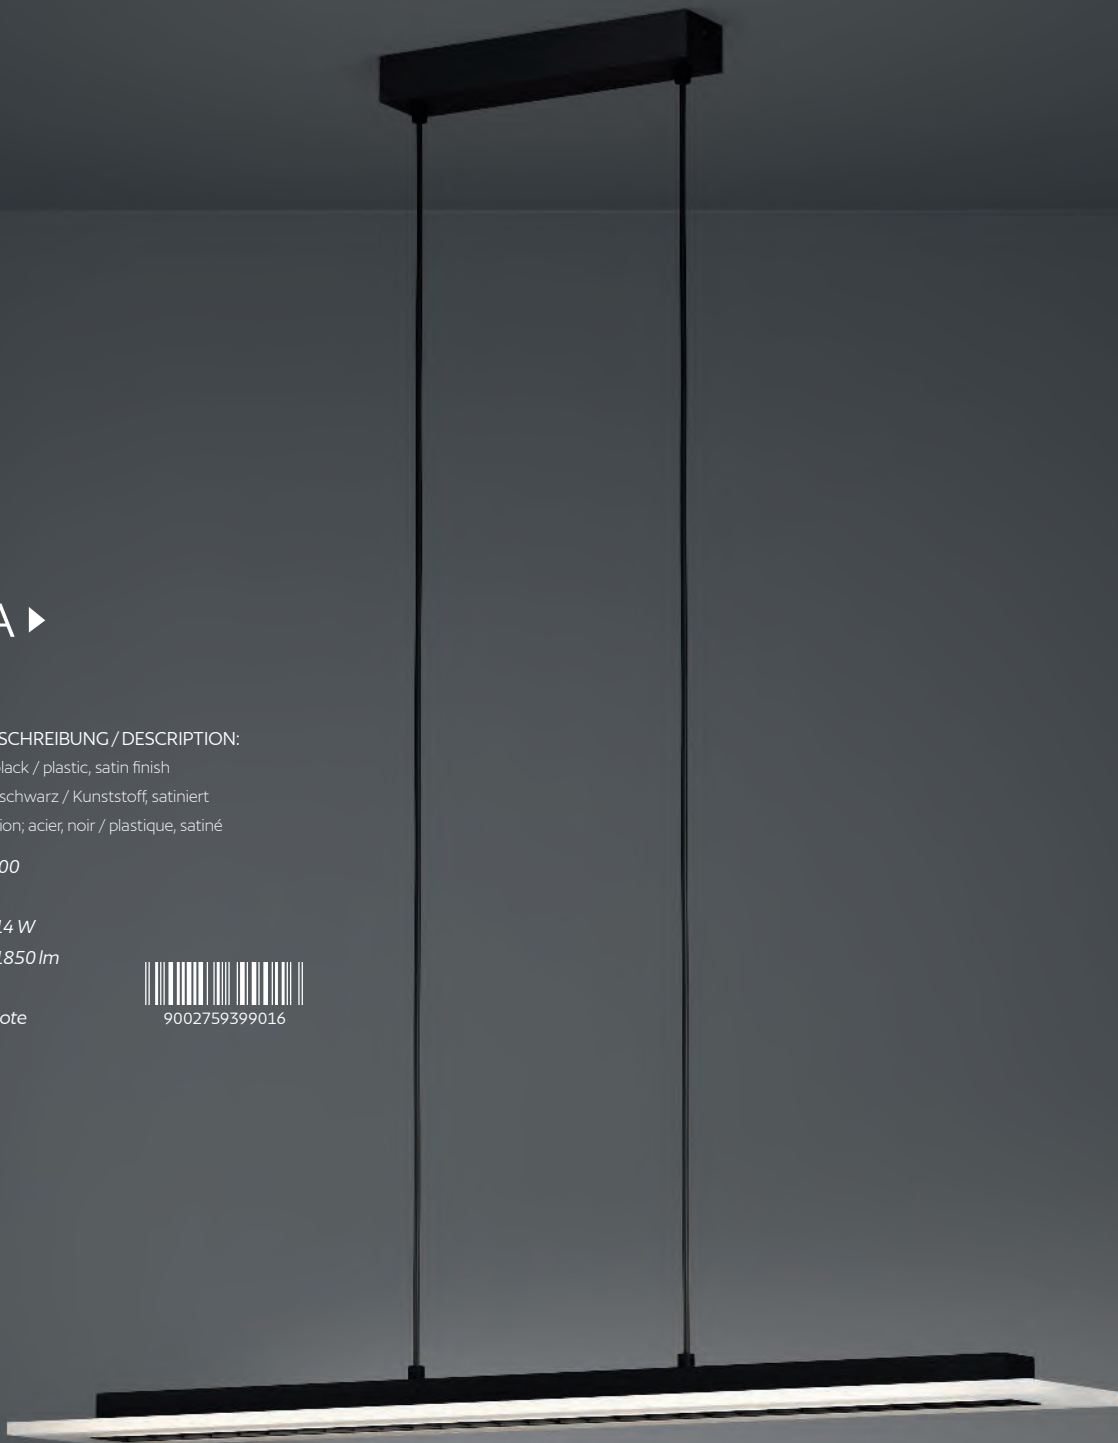 A
SCHREIBUNG / DESCRIPTION:
lack / plastic, satin finish
schwarz / Kunststoff, satiniert
ion; acier, noir / plastique, satiné
00
14 W
1850 lm
ote
9002759399016